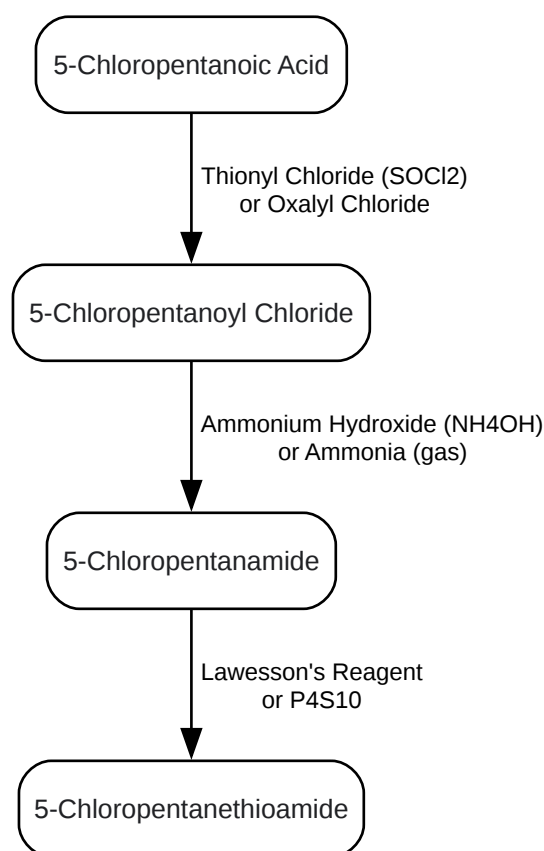 5-Chloropentanoic Acid
Thionyl Chloride (SOCl2)
or Oxalyl Chloride
5-Chloropentanoyl Chloride
Ammonium Hydroxide (NH4OH)
or Ammonia (gas)
5-Chloropentanamide
Lawesson's Reagent
or P4S10
5-Chloropentanethioamide